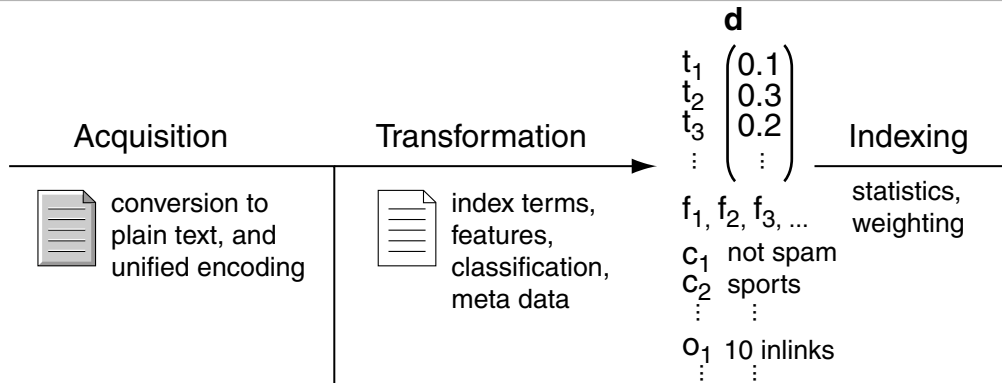 Acquisition
conversion to
plain text, and
unified encoding
Transformation
index terms,
features,
classification,
meta data
d
t1 0.1
t2 0.3
t3 0.2
⋮ ⋮
f1, f2, f3, ...
c1 not spam
c2 sports
⋮ ⋮
o1 10 inlinks
⋮ ⋮
Indexing
statistics,
weighting